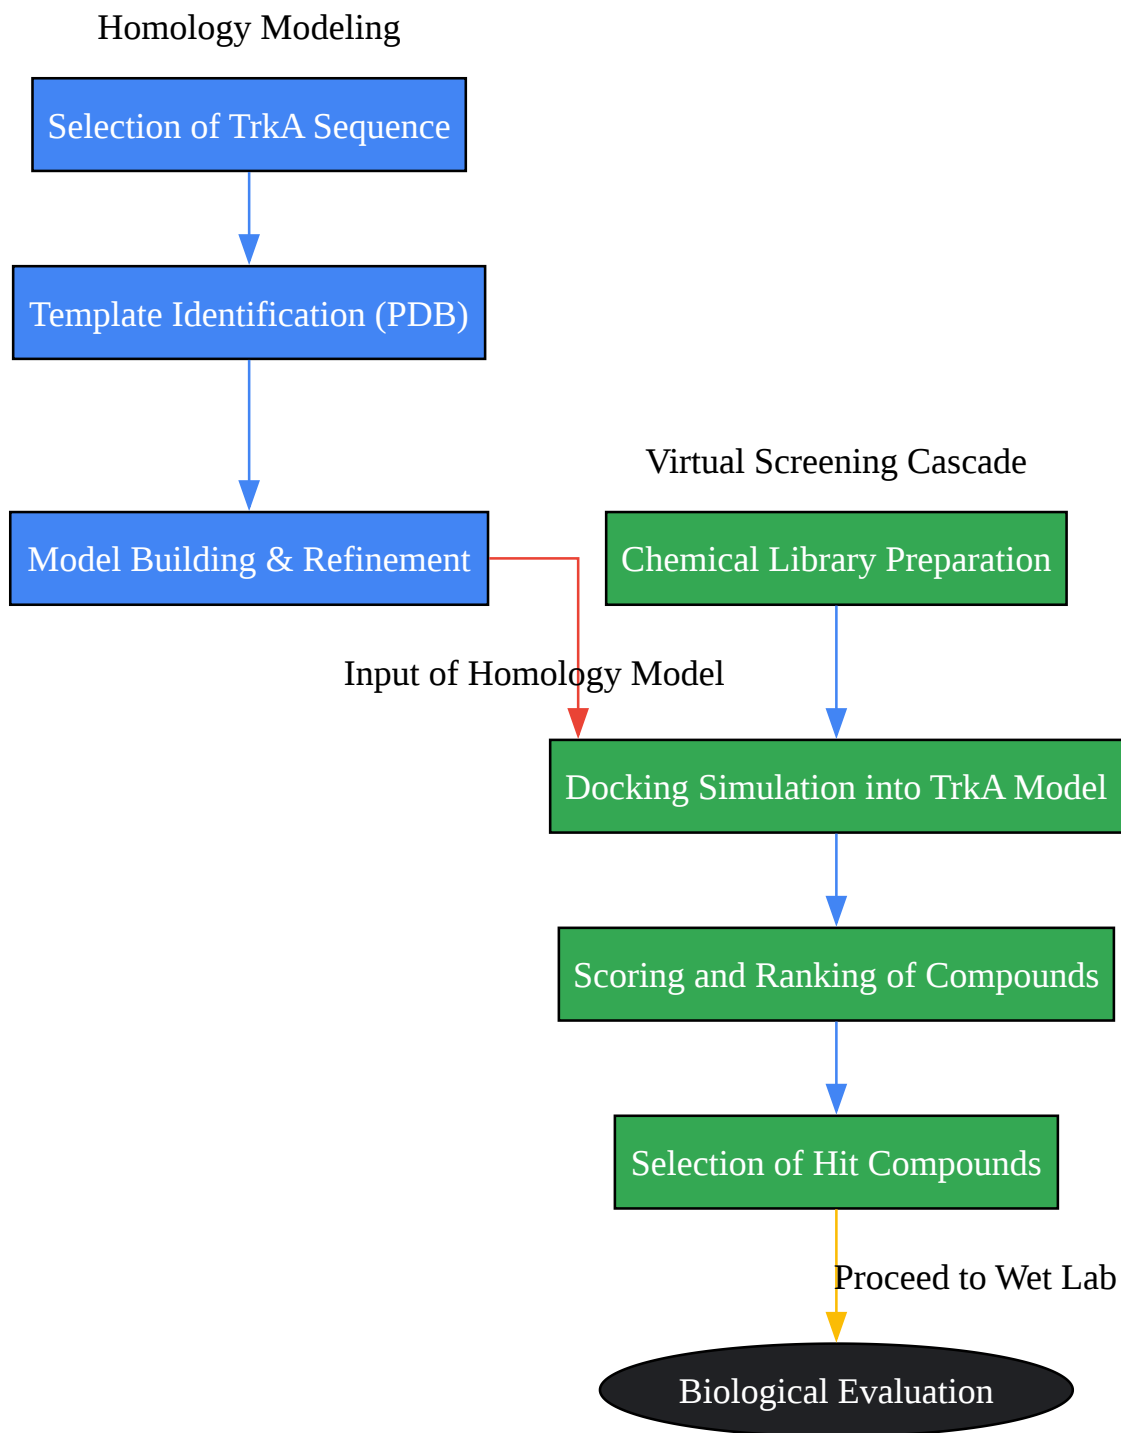 Homology Modeling
Selection of TrkA Sequence
Template Identification (PDB)
Model Building & Refinement
Input of Homology Model
Virtual Screening Cascade
Chemical Library Preparation
Docking Simulation into TrkA Model
Scoring and Ranking of Compounds
Selection of Hit Compounds
Proceed to Wet Lab
Biological Evaluation